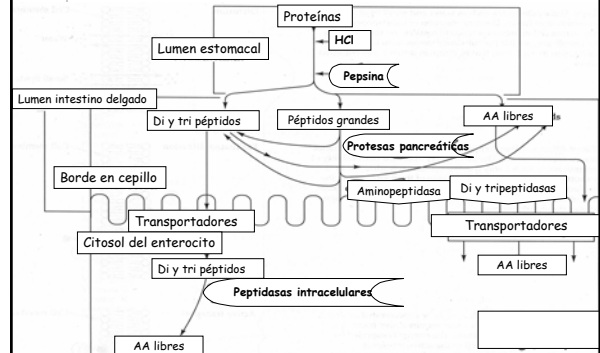 Proteínas
HCl
Lumen estomacal
Pepsina
Lumen intestino delgado
Di y tri péptidos
Péptidos grandes
AA libres
Protesas pancreáticas
Borde en cepillo
Aminopeptidasa
Di y tripeptidasas
Transportadores
Transportadores
Citosol del enterocito
Di y tri péptidos
AA libres
Peptidasas intracelulares
AA libres